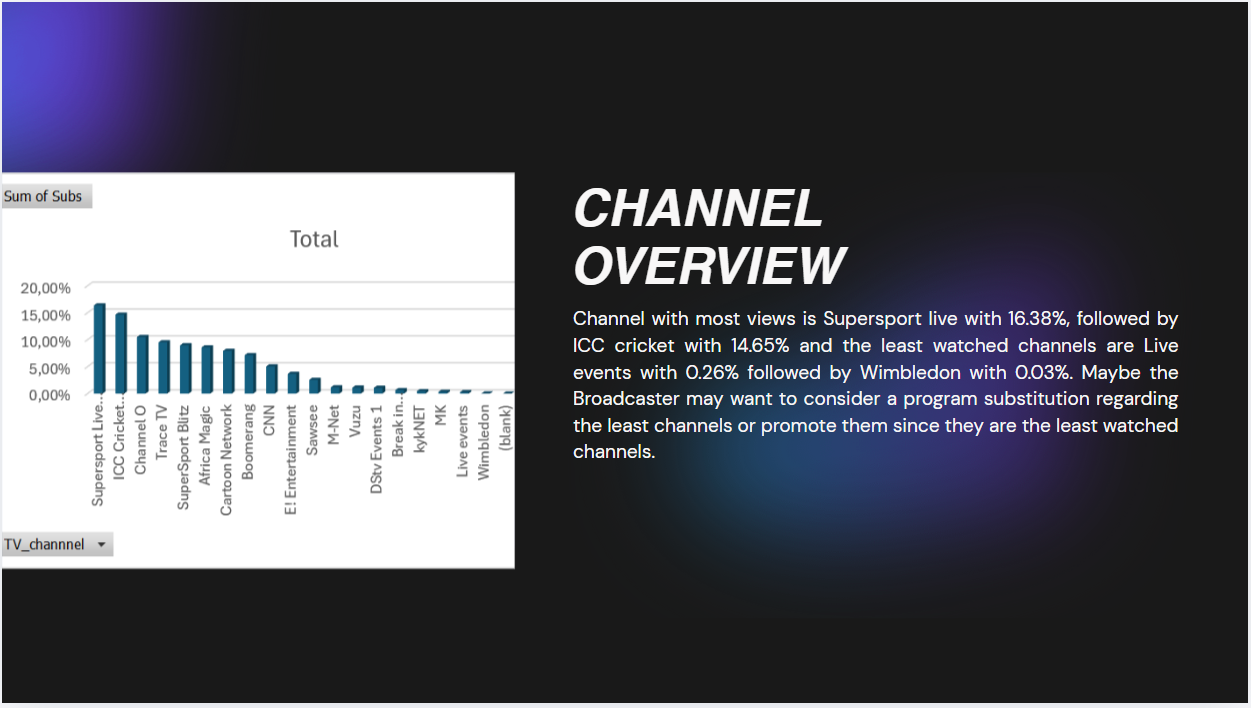 Sum of Subs
Total
20,00%
15,00%
10,00%
5,00%
0,00%
Supersport Live...
ICC Cricket...
Channel O
Trace TV
SuperSport Blitz
Africa Magic
Cartoon Network
Boomerang
CNN
E! Entertainment
Sawsee
M-Net
Vuzu
DStv Events 1
Break in...
kykNET
MK
Live events
Wimbledon
(blank)
TV_channnel
CHANNEL
OVERVIEW
Channel with most views is Supersport live with 16.38%, followed by
ICC cricket with 14.65% and the least watched channels are Live
events with 0.26% followed by Wimbledon with 0.03%. Maybe the
Broadcaster may want to consider a program substitution regarding
the least channels or promote them since they are the least watched
channels.